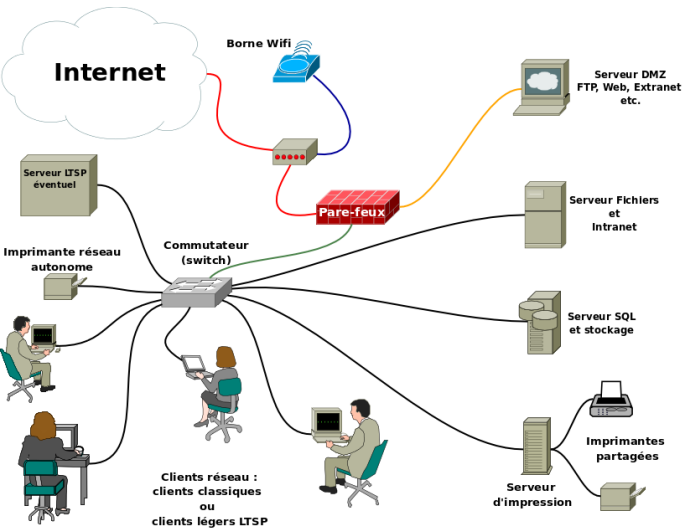 Internet
Borne Wifi
Serveur DMZ
FTP, Web, Extranet
etc.
Serveur LTSP
éventuel
Pare-feux
Serveur Fichiers
et
Intranet
Commutateur
(switch)
Imprimante réseau
autonome
Serveur SQL
et stockage
Imprimantes
partagées
Clients réseau :
clients classiques
ou
clients légers LTSP
Serveur
d'impression